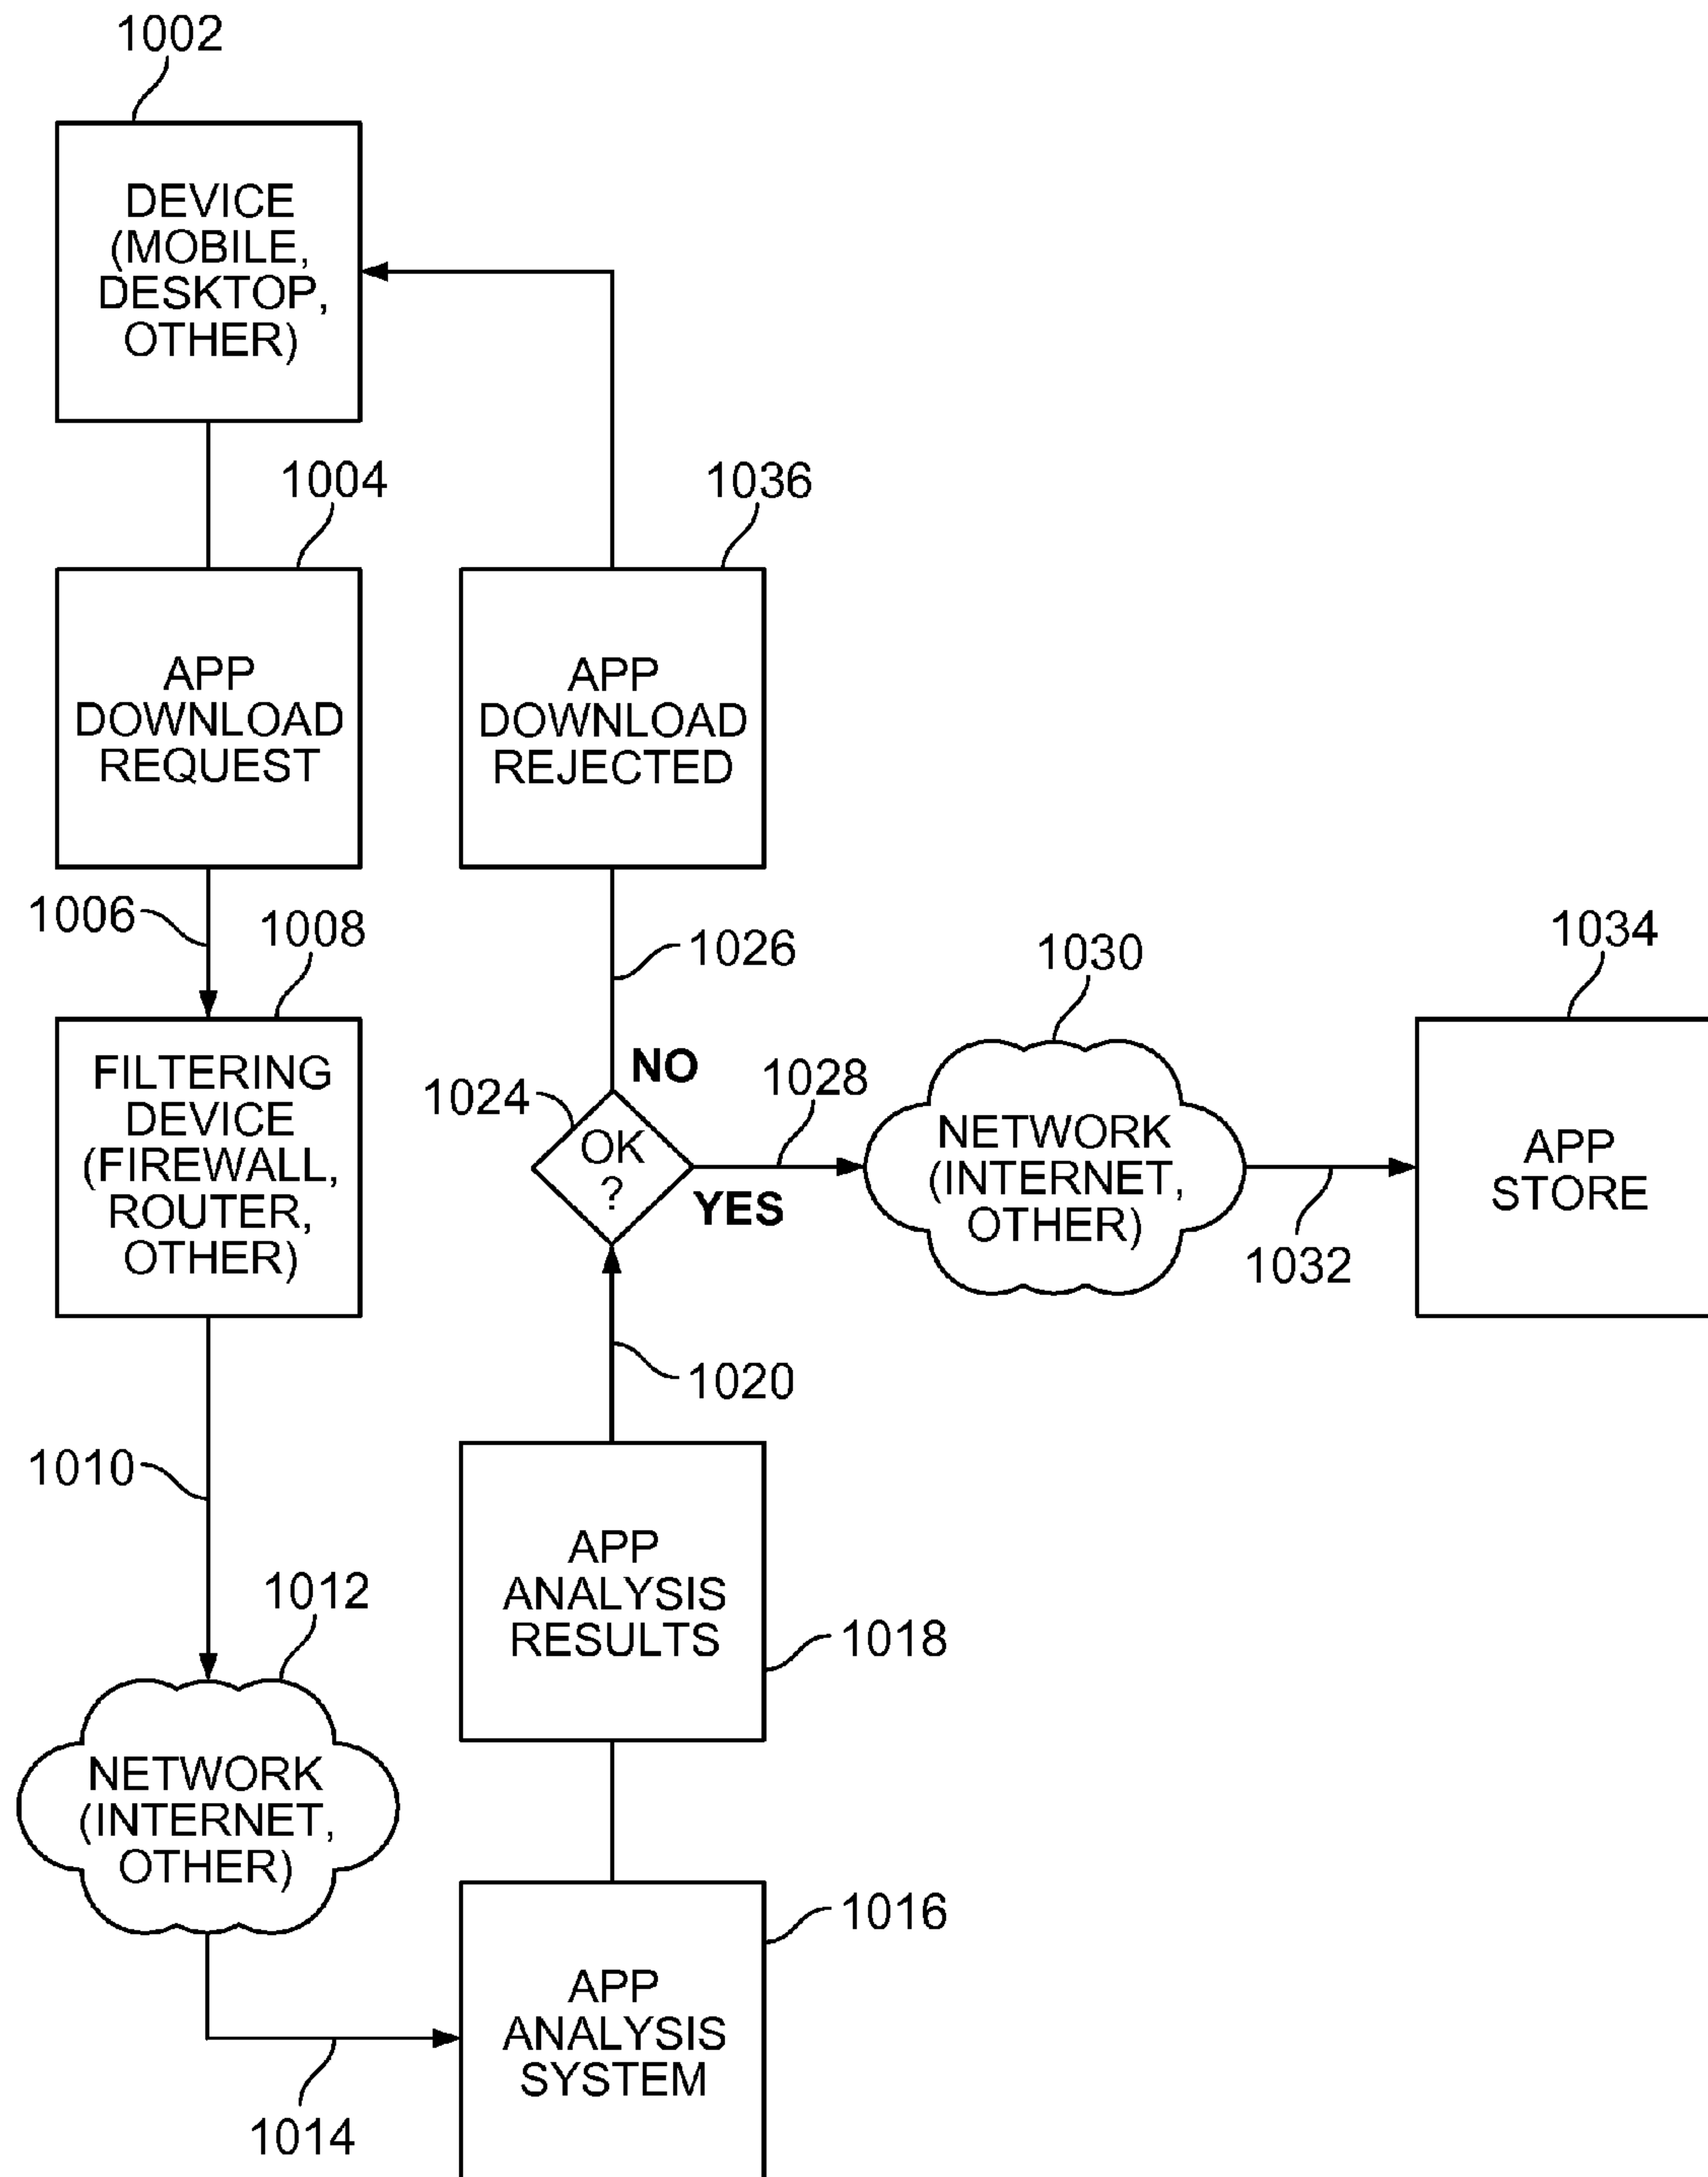 1002
DEVICE
(MOBILE,
DESKTOP,
OTHER)
1004
APP
DOWNLOAD
REQUEST
1036
APP
DOWNLOAD
REJECTED
1006
1008
FILTERING
DEVICE
(FIREWALL,
ROUTER,
OTHER)
1026
NO
1024
OK
?
YES
1028
1030
NETWORK
(INTERNET,
OTHER)
1032
1034
APP
STORE
1020
1010
1012
NETWORK
(INTERNET,
OTHER)
APP
ANALYSIS
RESULTS
1018
1016
APP
ANALYSIS
SYSTEM
1014